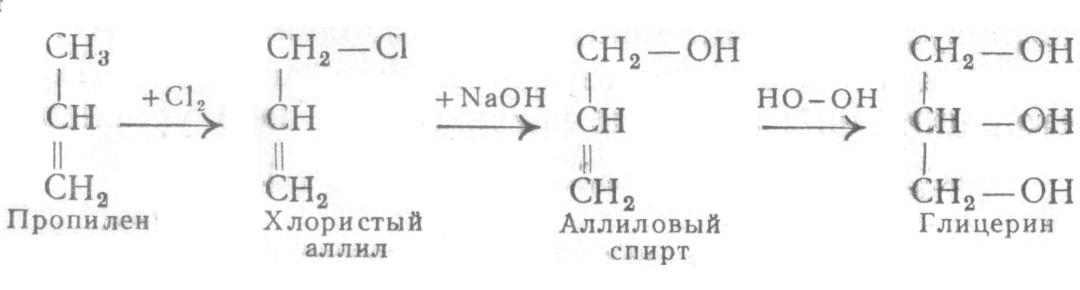 CH₃ CH₂—Cl CH₂—OH CH₂—OH
+Cl₂ +NaOH HO–OH
CH CH CH CH —OH
CH₂ CH₂ CH₂ CH₂—OH
Пропилен Хлористый Аллиловый Глицерин
аллил спирт